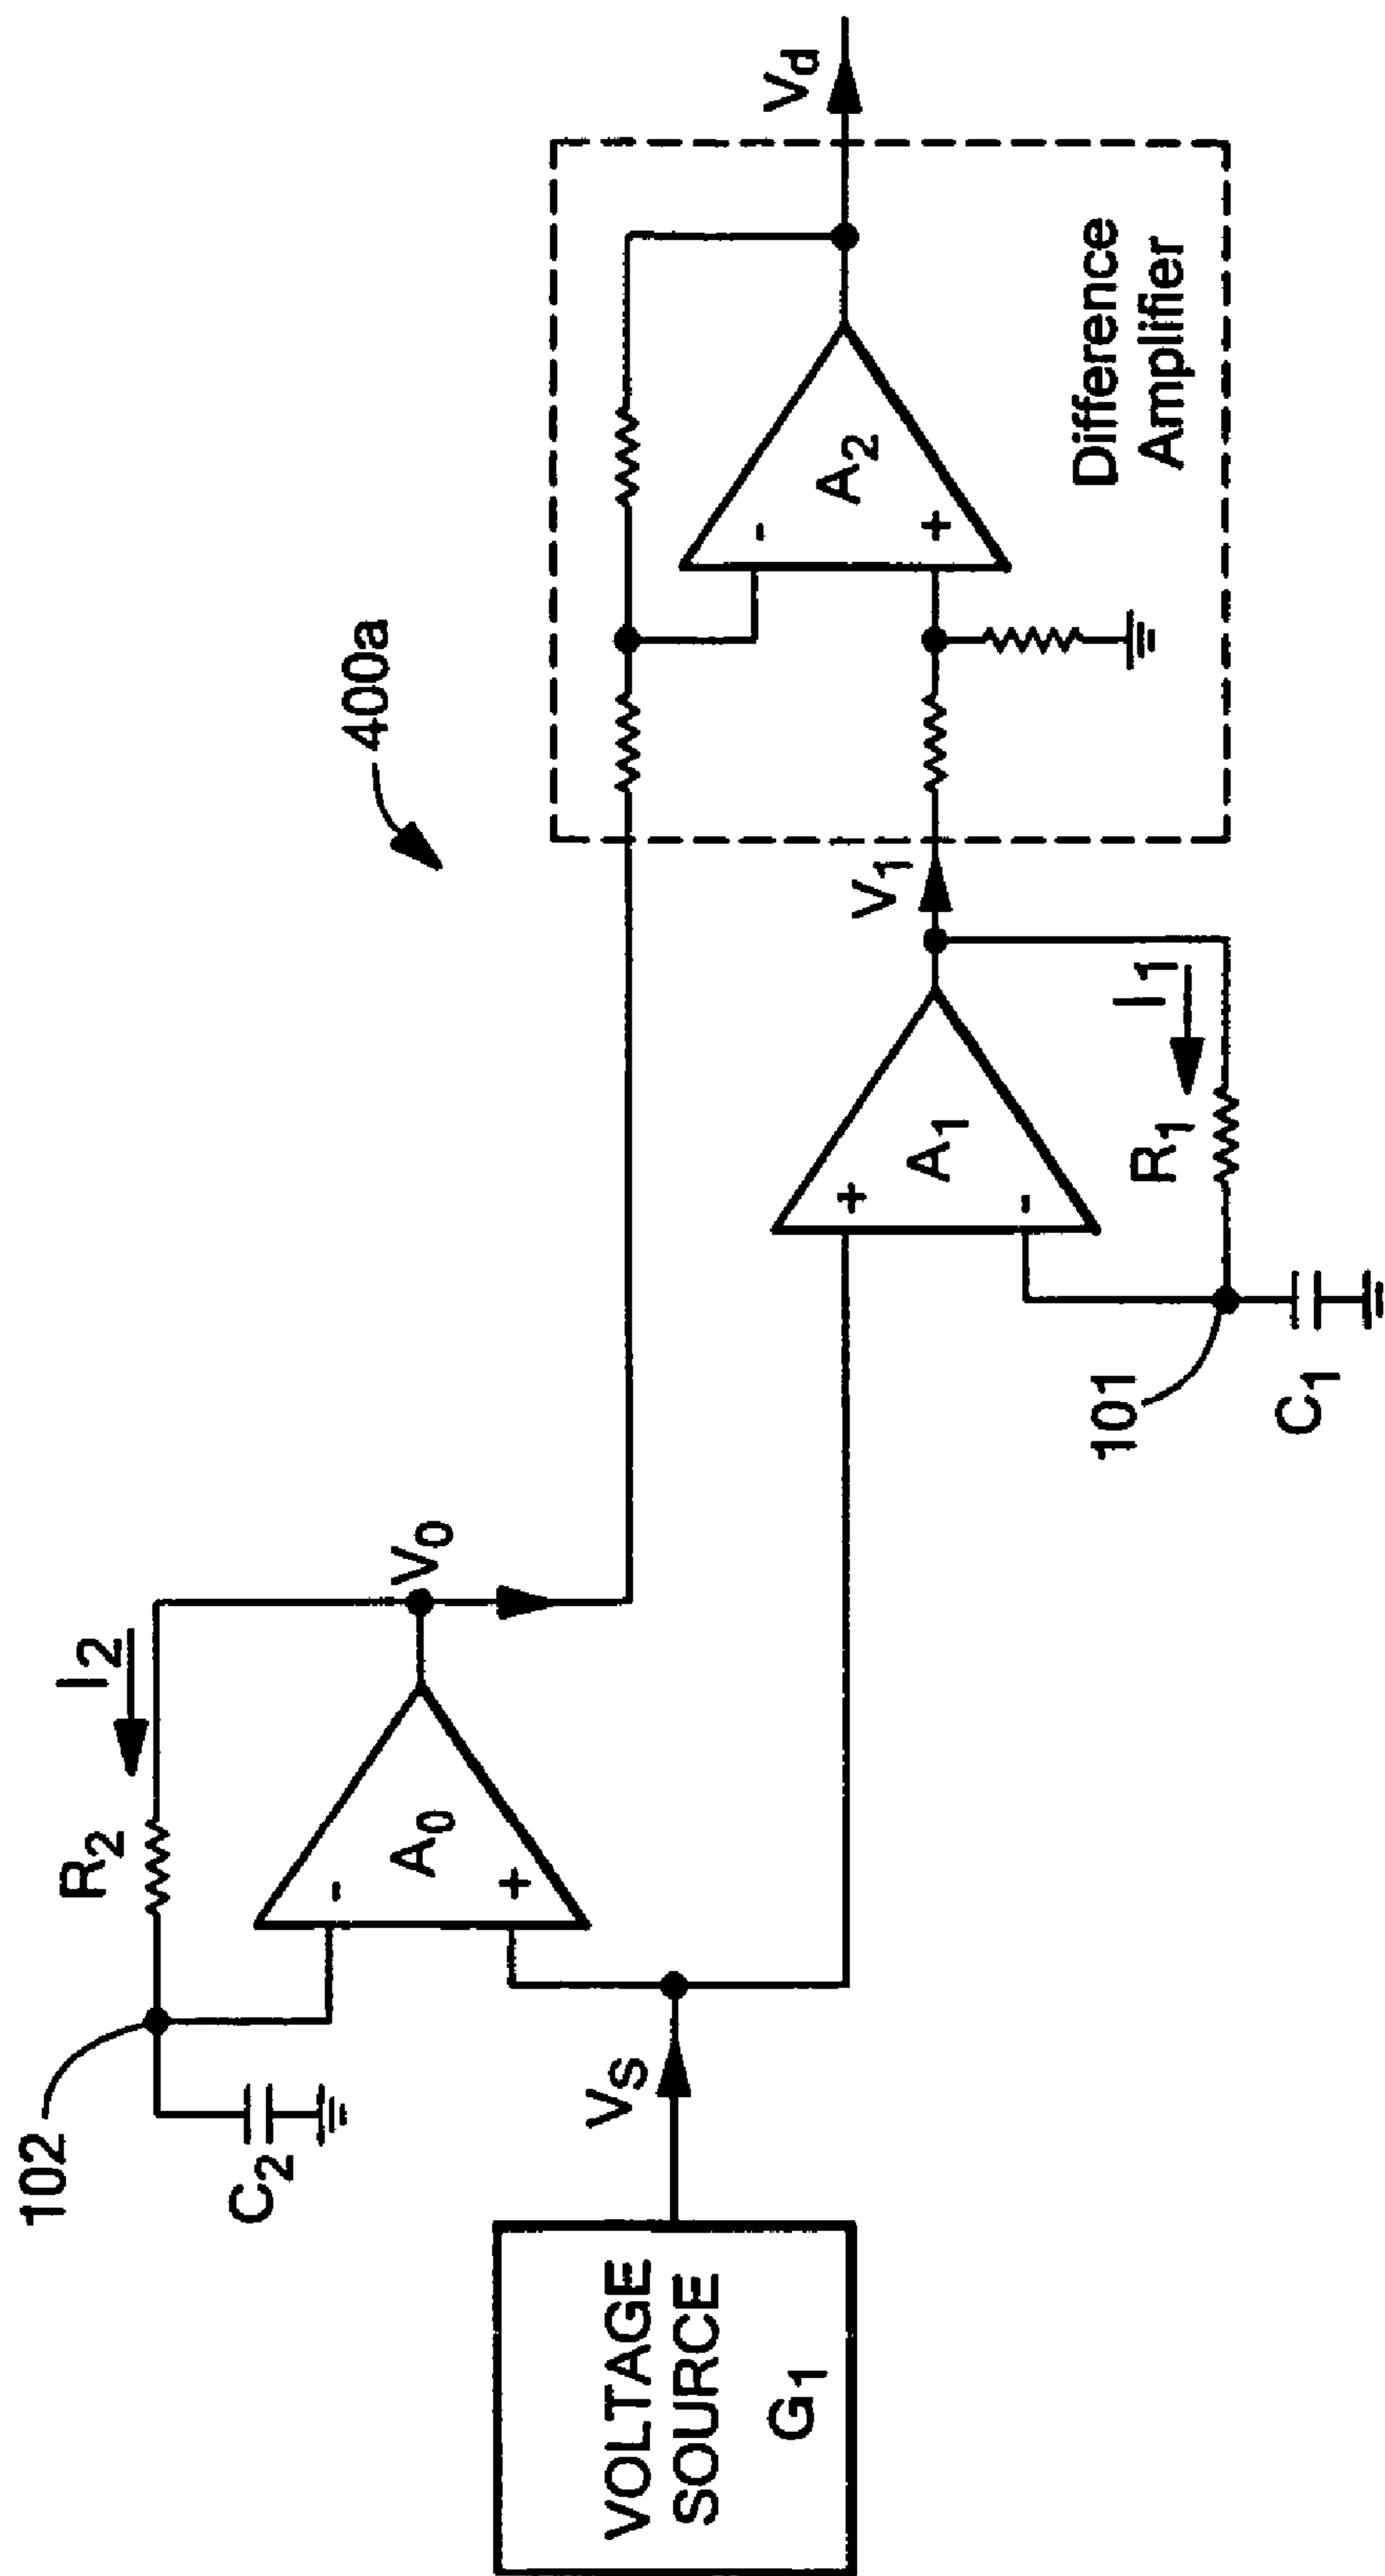 400a
102
C2
R2
I2
A0
-
+
V0
VOLTAGE
SOURCE
G1
VS
A1
+
-
101
C1
R1
I1
V1
A2
-
+
Difference
Amplifier
Vd